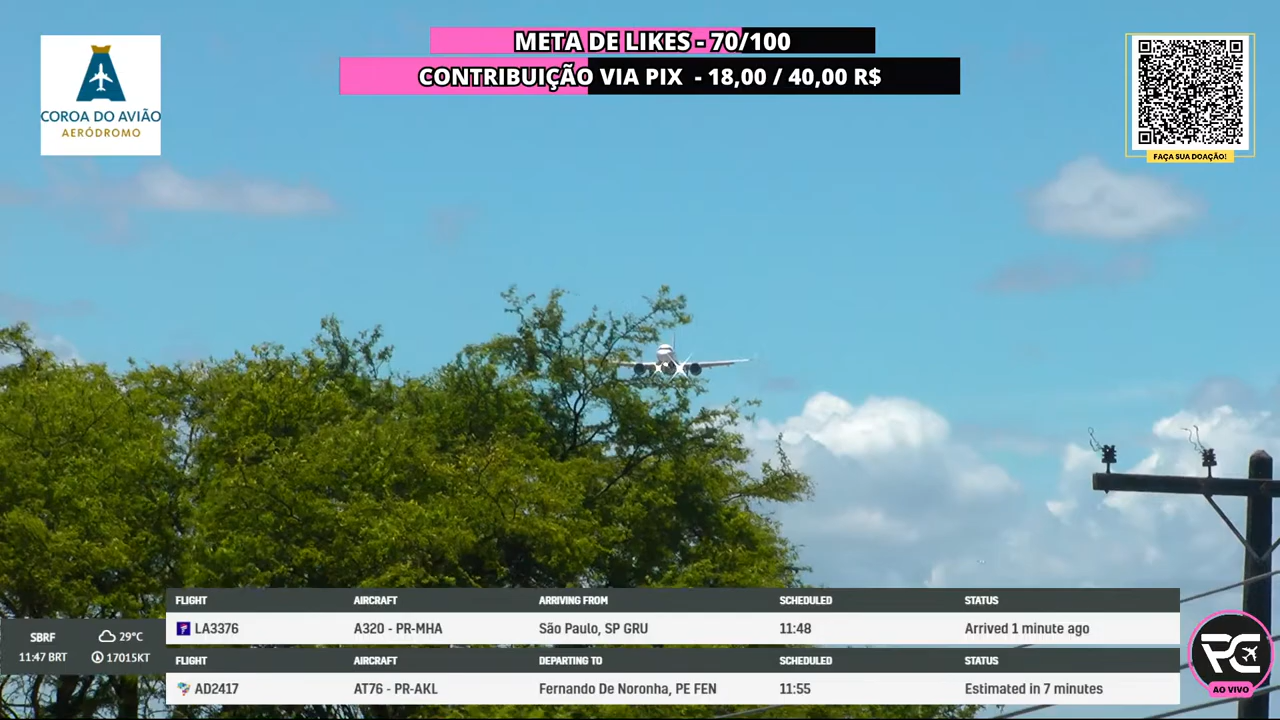 META DE LIKES - 70/100
CONTRIBUIÇÃO VIA PIX - 18,00 / 40,00 R$
COROA DO AVIÃO
AERÓDROMO
FAÇA SUA DOAÇÃO!
FLIGHT AIRCRAFT ARRIVING FROM SCHEDULED STATUS
LA3376 A320 - PR-MHA São Paulo, SP GRU 11:48 Arrived 1 minute ago
SBRF 29°C
11:47 BRT 17015KT
FLIGHT AIRCRAFT DEPARTING TO SCHEDULED STATUS
AD2417 AT76 - PR-AKL Fernando De Noronha, PE FEN 11:55 Estimated in 7 minutes
PC
AO VIVO